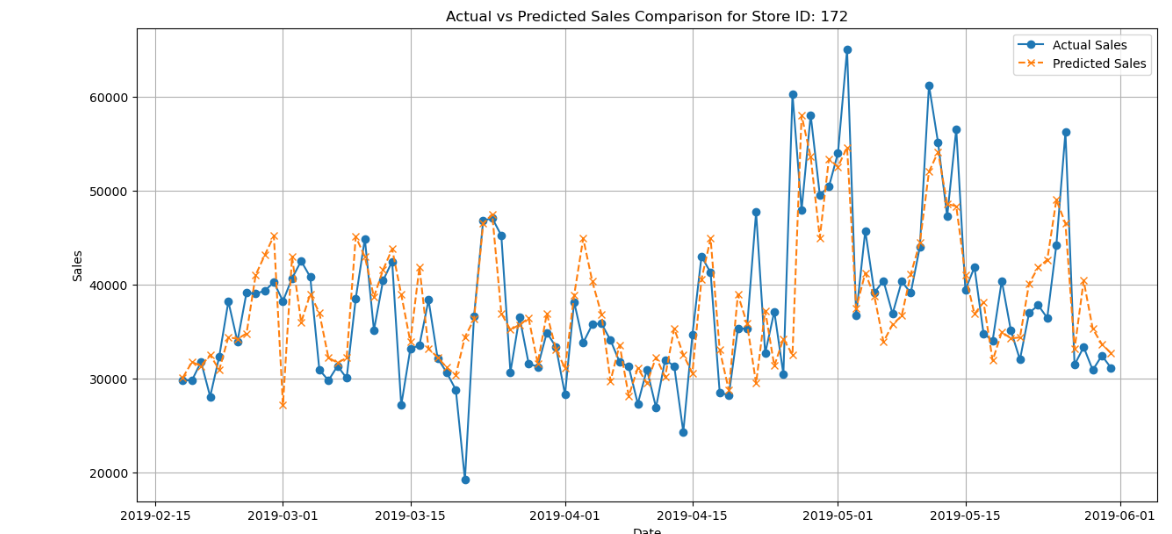 Actual vs Predicted Sales Comparison for Store ID: 172
Actual Sales
Predicted Sales
60000
50000
40000
30000
20000
Sales
2019-02-15 2019-03-01 2019-03-15 2019-04-01 2019-04-15 2019-05-01 2019-05-15 2019-06-01
Date